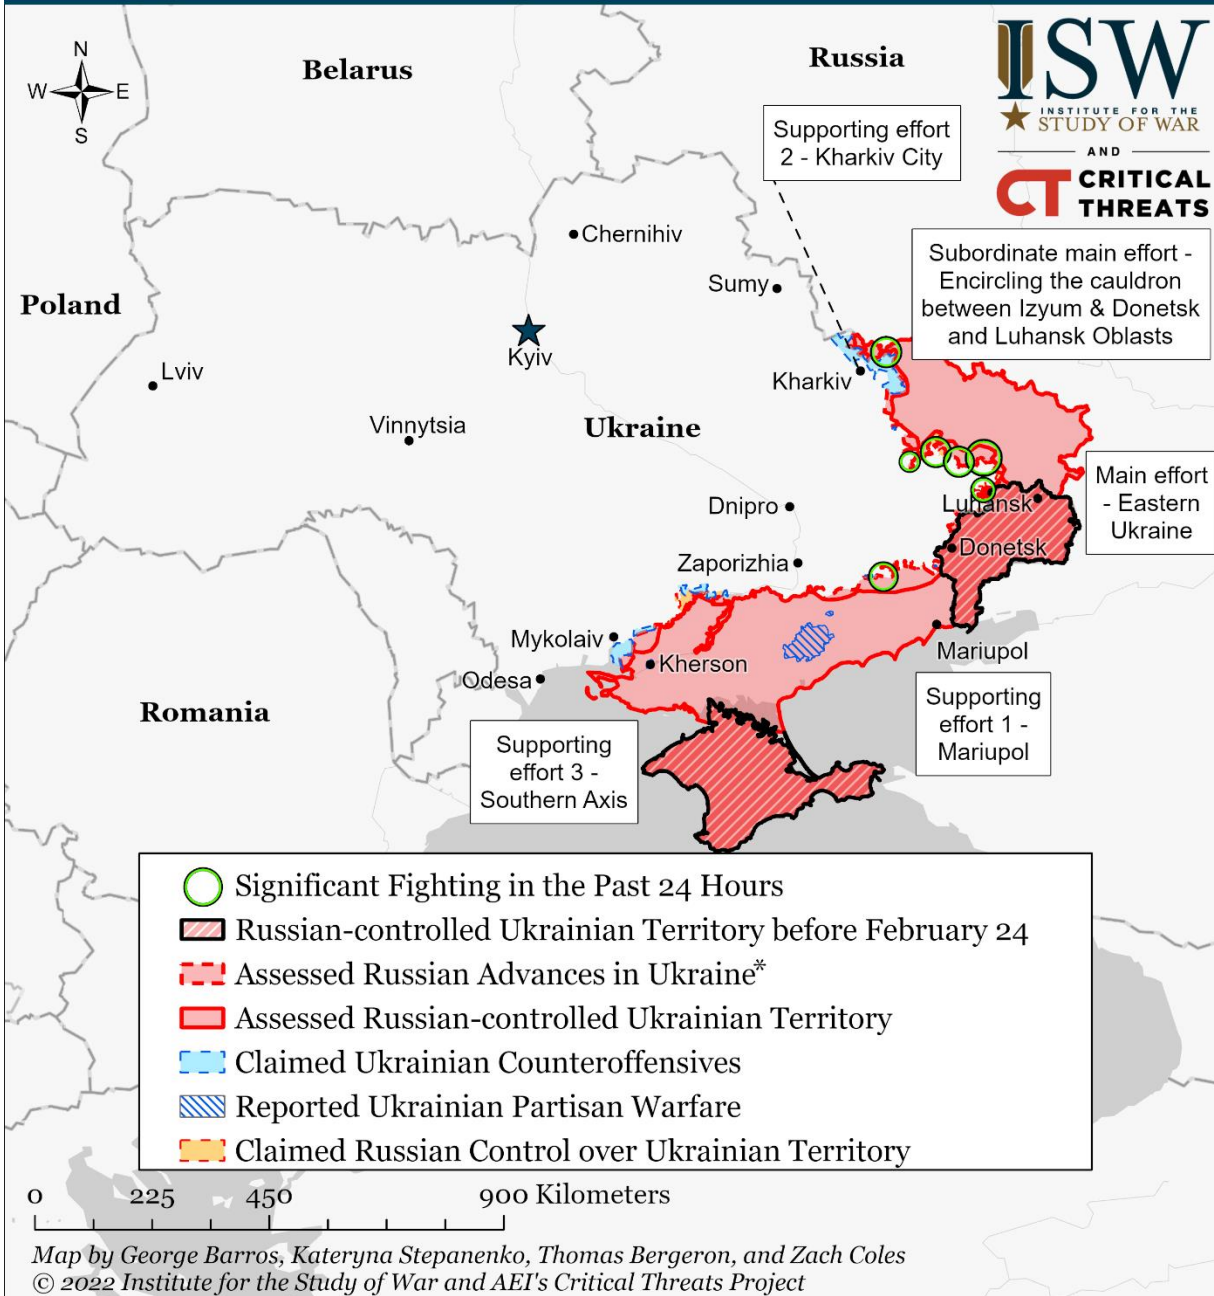 N
W
E
S
Belarus
Russia
ISW
INSTITUTE FOR THE
STUDY OF WAR
AND
CT CRITICAL
THREATS
Supporting effort
2 - Kharkiv City
Chernihiv
Subordinate main effort -
Encircling the cauldron
between Izyum & Donetsk
and Luhansk Oblasts
Sumy
Poland
Kyiv
Lviv
Kharkiv
Vinnytsia
Ukraine
Main effort
- Eastern
Ukraine
Luhansk
Dnipro
Donetsk
Zaporizhia
Mykolaiv
Mariupol
Kherson
Odesa
Romania
Supporting
effort 1 -
Mariupol
Supporting
effort 3 -
Southern Axis
Significant Fighting in the Past 24 Hours
Russian-controlled Ukrainian Territory before February 24
Assessed Russian Advances in Ukraine*
Assessed Russian-controlled Ukrainian Territory
Claimed Ukrainian Counteroffensives
Reported Ukrainian Partisan Warfare
Claimed Russian Control over Ukrainian Territory
0 225 450 900 Kilometers
Map by George Barros, Kateryna Stepanenko, Thomas Bergeron, and Zach Coles
© 2022 Institute for the Study of War and AEI's Critical Threats Project